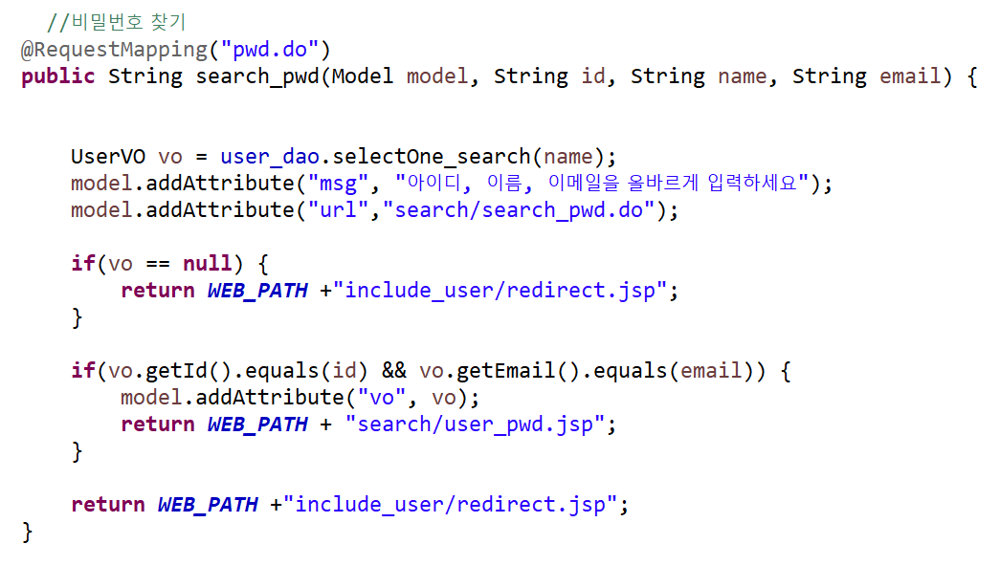 //비밀번호 찾기
@RequestMapping("pwd.do")
public String search_pwd(Model model, String id, String name, String email) {
UserVO vo = user_dao.selectOne_search(name);
model.addAttribute("msg", "아이디, 이름, 이메일을 올바르게 입력하세요");
model.addAttribute("url","search/search_pwd.do");
if(vo == null) {
return WEB_PATH +"include_user/redirect.jsp";
}
if(vo.getId().equals(id) && vo.getEmail().equals(email)) {
model.addAttribute("vo", vo);
return WEB_PATH + "search/user_pwd.jsp";
}
return WEB_PATH +"include_user/redirect.jsp";
}